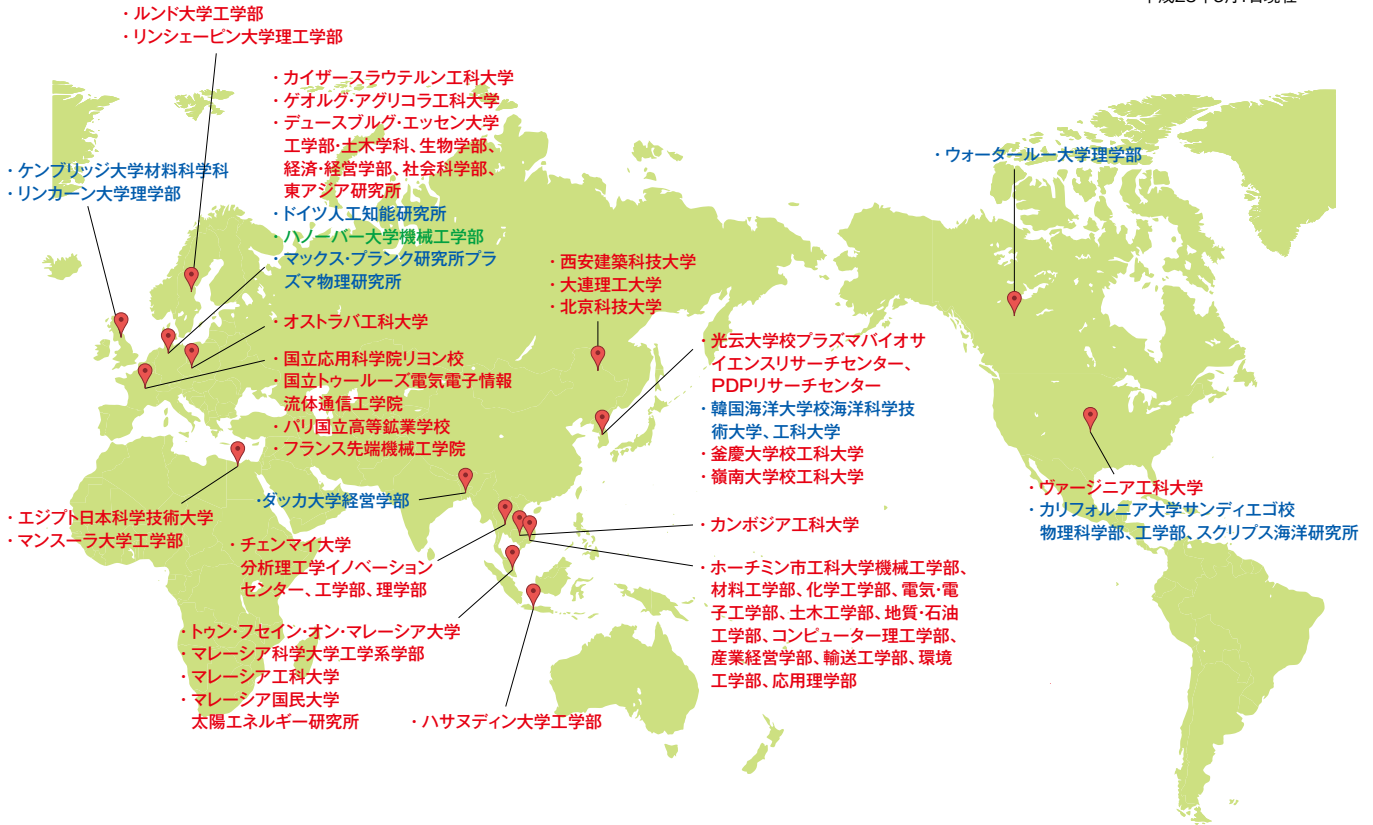 ・ルンド大学工学部
・リンシェーピン大学理工学部
・カイザースラウテルン工科大学
・ゲオルグ・アグリコラ工科大学
・デュースブルグ・エッセン大学
工学部・土木学科、生物学部、
経済・経営学部、社会科学部、
東アジア研究所
・ドイツ人工知能研究所
・ハノーバー大学機械工学部
・マックス・プランク研究所プラ
ズマ物理研究所
・ケンブリッジ大学材料科学科
・リンカーン大学理学部
・ウォータールー大学理学部
・西安建築科技大学
・大連理工大学
・北京科技大学
・オストラバ工科大学
・国立応用科学院リヨン校
・国立トゥールーズ電気電子情報
流体通信工学院
・パリ国立高等鉱業学校
・フランス先端機械工学院
・光云大学校プラズマバイオサ
イエンスリサーチセンター、
PDPリサーチセンター
・韓国海洋大学校海洋科学技
術大学、工科大学
・釜慶大学校工科大学
・嶺南大学校工科大学
・ダッカ大学経営学部
・ヴァージニア工科大学
・カリフォルニア大学サンディエゴ校
物理科学部、工学部、スクリプス海洋研究所
・エジプト日本科学技術大学
・マンスーラ大学工学部
・チェンマイ大学
分析理工学イノベーション
センター、工学部、理学部
・カンボジア工科大学
・ホーチミン市工科大学機械工学部、
材料工学部、化学工学部、電気・電
子工学部、土木工学部、地質・石油
工学部、コンピューター理工学部、
産業経営学部、輸送工学部、環境
工学部、応用理学部
・トゥン・フセイン・オン・マレーシア大学
・マレーシア科学大学工学系学部
・マレーシア工科大学
・マレーシア国民大学
太陽エネルギー研究所
・ハサヌディン大学工学部